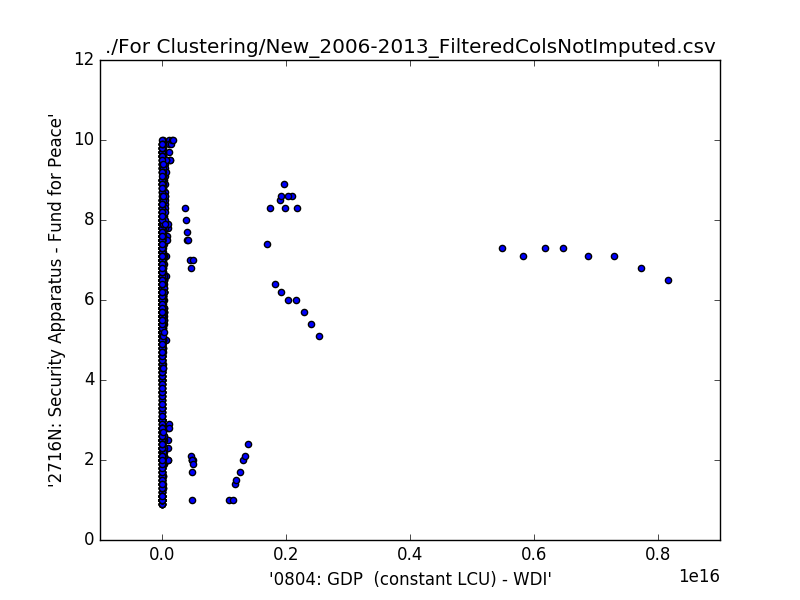 ./For Clustering/New_2006-2013_FilteredColsNotImputed.csv
12
10
8
6
4
2
0
'2716N: Security Apparatus - Fund for Peace'
0.0 0.2 0.4 0.6 0.8
1e16
'0804: GDP  (constant LCU) - WDI'